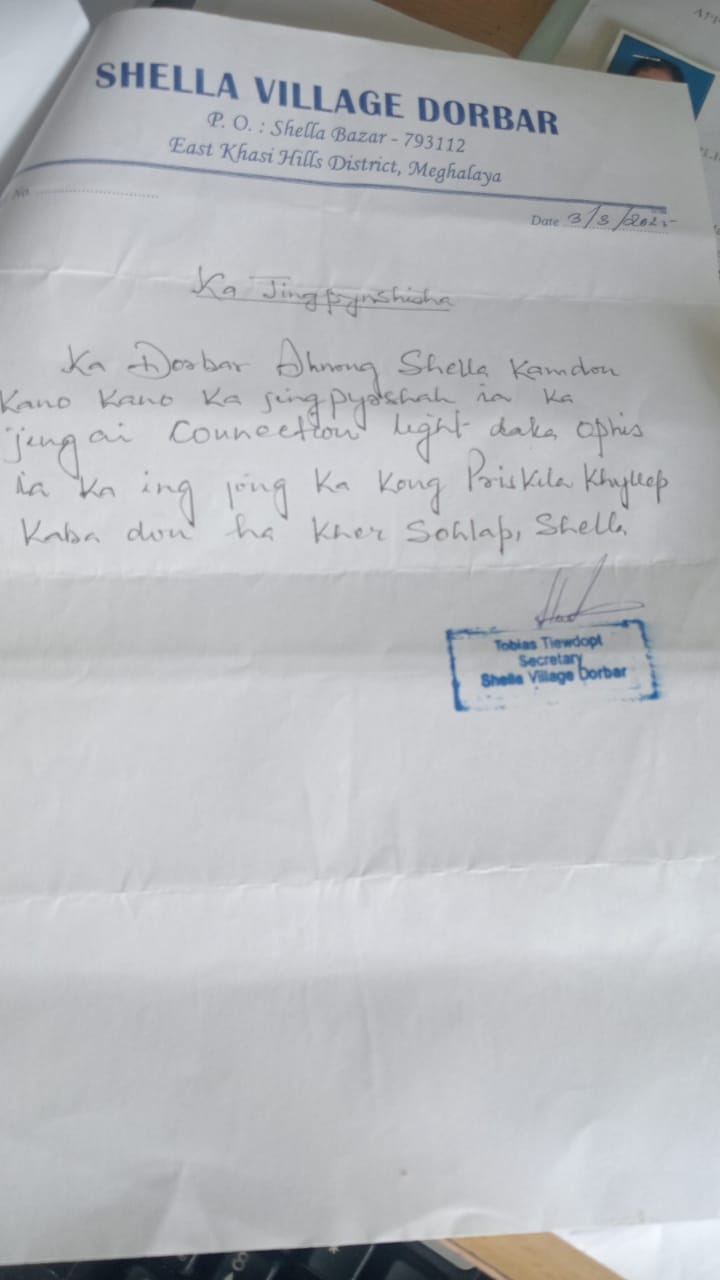 SHELLA VILLAGE DORBAR
P. O. : Shella Bazar - 793112
East Khasi Hills District, Meghalaya
No.
Date 3/3/202
Ka Jingpynshisha
Ka Dorbar Shnong Shella Kamdon
Kano Kano Ka jingpyrshah ia ka
jingai Connection light daka ophis
ia ka ing jong Ka Kong Priskila Khyllep
Kaba don ha Kner Sohlap, Shella
Tobias Tiewdopt
Secretary
Shella Village Dorbar